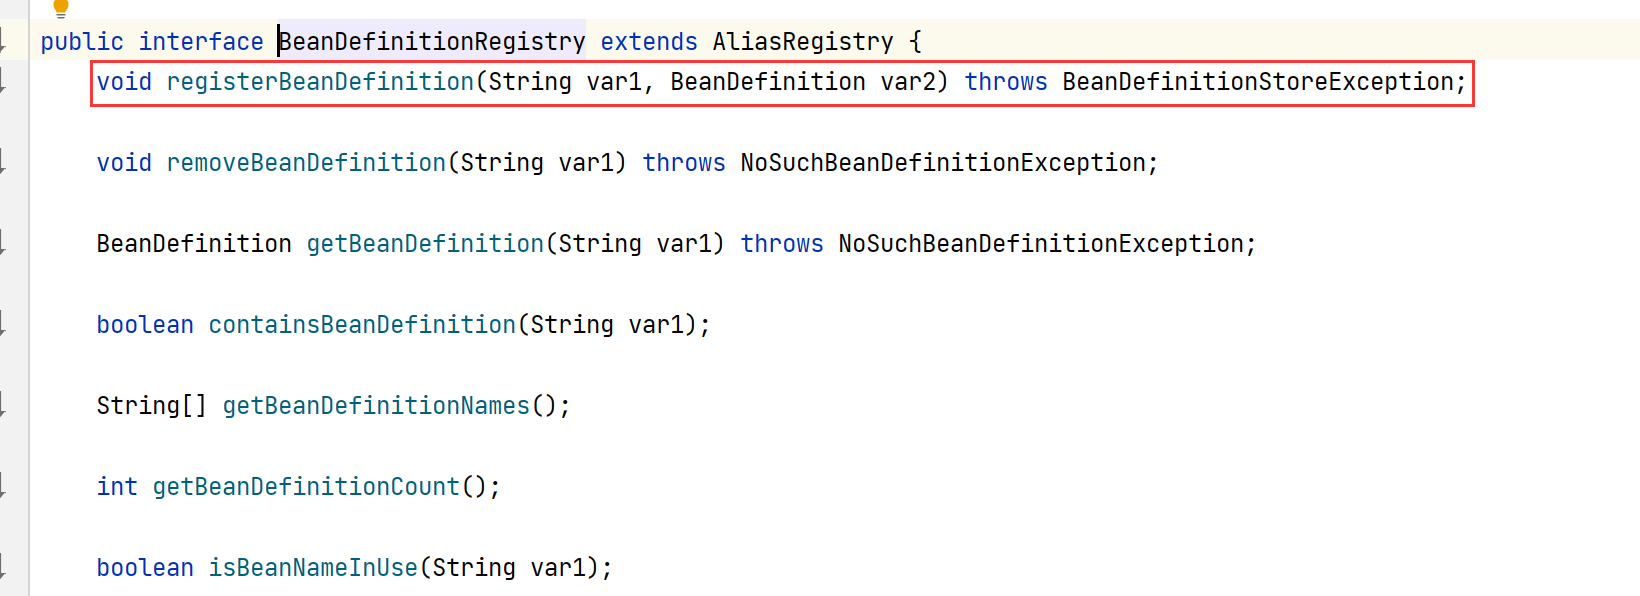 public interface BeanDefinitionRegistry extends AliasRegistry {
void registerBeanDefinition(String var1, BeanDefinition var2) throws BeanDefinitionStoreException;
void removeBeanDefinition(String var1) throws NoSuchBeanDefinitionException;
BeanDefinition getBeanDefinition(String var1) throws NoSuchBeanDefinitionException;
boolean containsBeanDefinition(String var1);
String[] getBeanDefinitionNames();
int getBeanDefinitionCount();
boolean isBeanNameInUse(String var1);